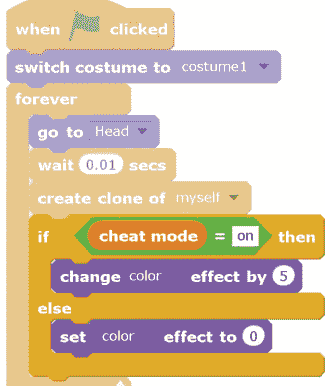 when clicked
switch costume to costume1
forever
go to Head
wait 0.01 secs
create clone of myself
if cheat mode = on then
change color effect by 5
else
set color effect to 0